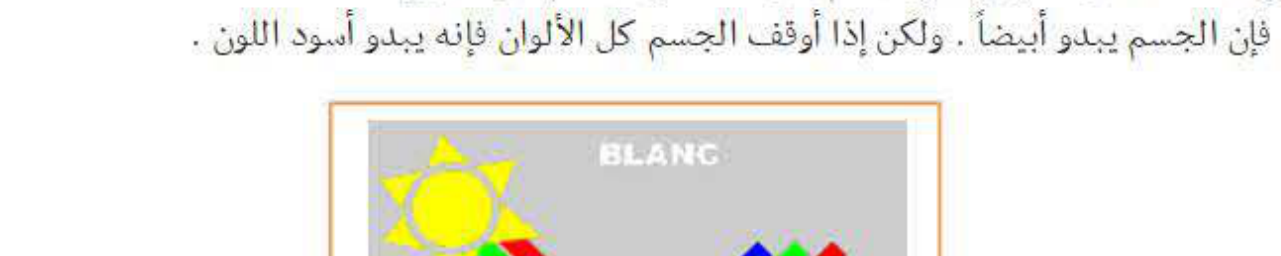 فإن الجسم يبدو أبيضاً . ولكن إذا أوقف الجسم كل الألوان فإنه يبدو أسود اللون .
BLANC